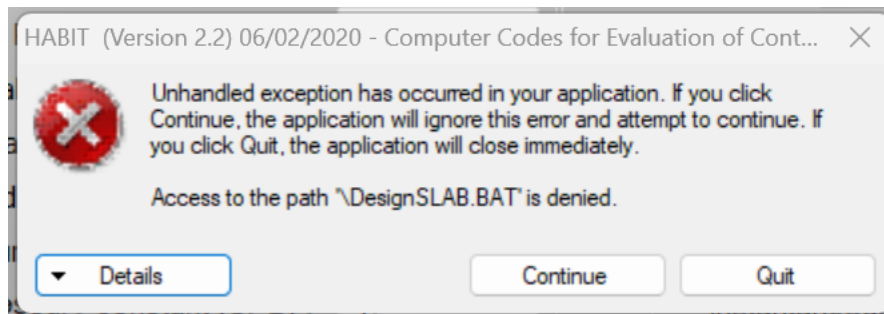 HABIT (Version 2.2) 06/02/2020 - Computer Codes for Evaluation of Cont...
Unhandled exception has occurred in your application. If you click
Continue, the application will ignore this error and attempt to continue. If
you click Quit, the application will close immediately.
Access to the path '\DesignSLAB.BAT' is denied.
Details
Continue
Quit